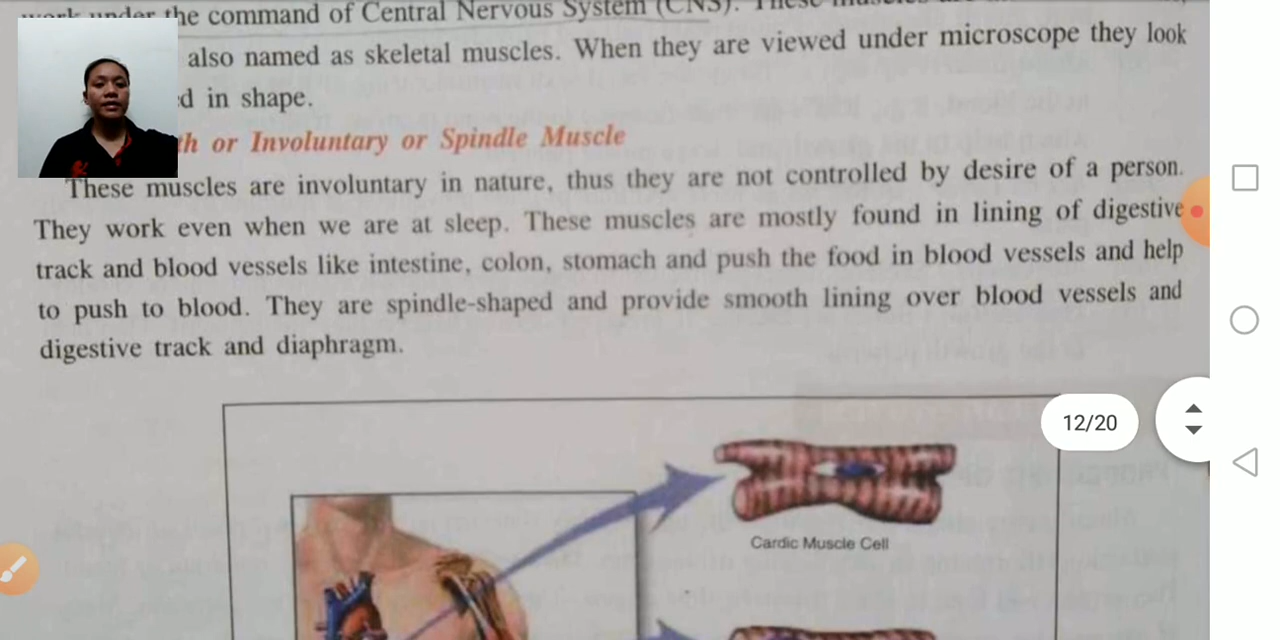 under the command of Central Nervous System (CNS). These
also named as skeletal muscles. When they are viewed under microscope they look
in shape.
or Involuntary or Spindle Muscle
These muscles are involuntary in nature, thus they are not controlled by desire of a person.
They work even when we are at sleep. These muscles are mostly found in lining of digestive
track and blood vessels like intestine, colon, stomach and push the food in blood vessels and help
to push to blood. They are spindle-shaped and provide smooth lining over blood vessels and
digestive track and diaphragm.
12/20
Cardic Muscle Cell